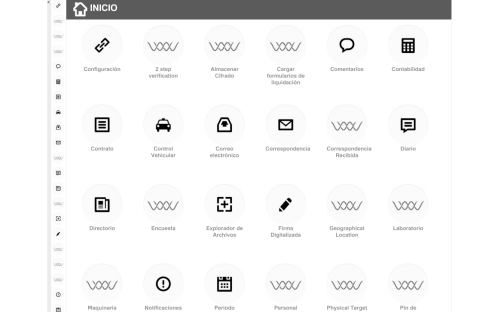 INICIO
Configuración
2 step
verification
Almacenar
Cifrado
Cargar
formularios de
liquidación
Comentarios
Contabilidad
Contrato
Control
Vehicular
Correo
electrónico
Correspondencia
Correspondencia
Recibida
Diario
Directorio
Encuesta
Explorador de
Archivos
Firma
Digitalizada
Geographical
Location
Laboratorio
Maquinaria
Notificaciones
Periodo
Personal
Physical Target
Pin de